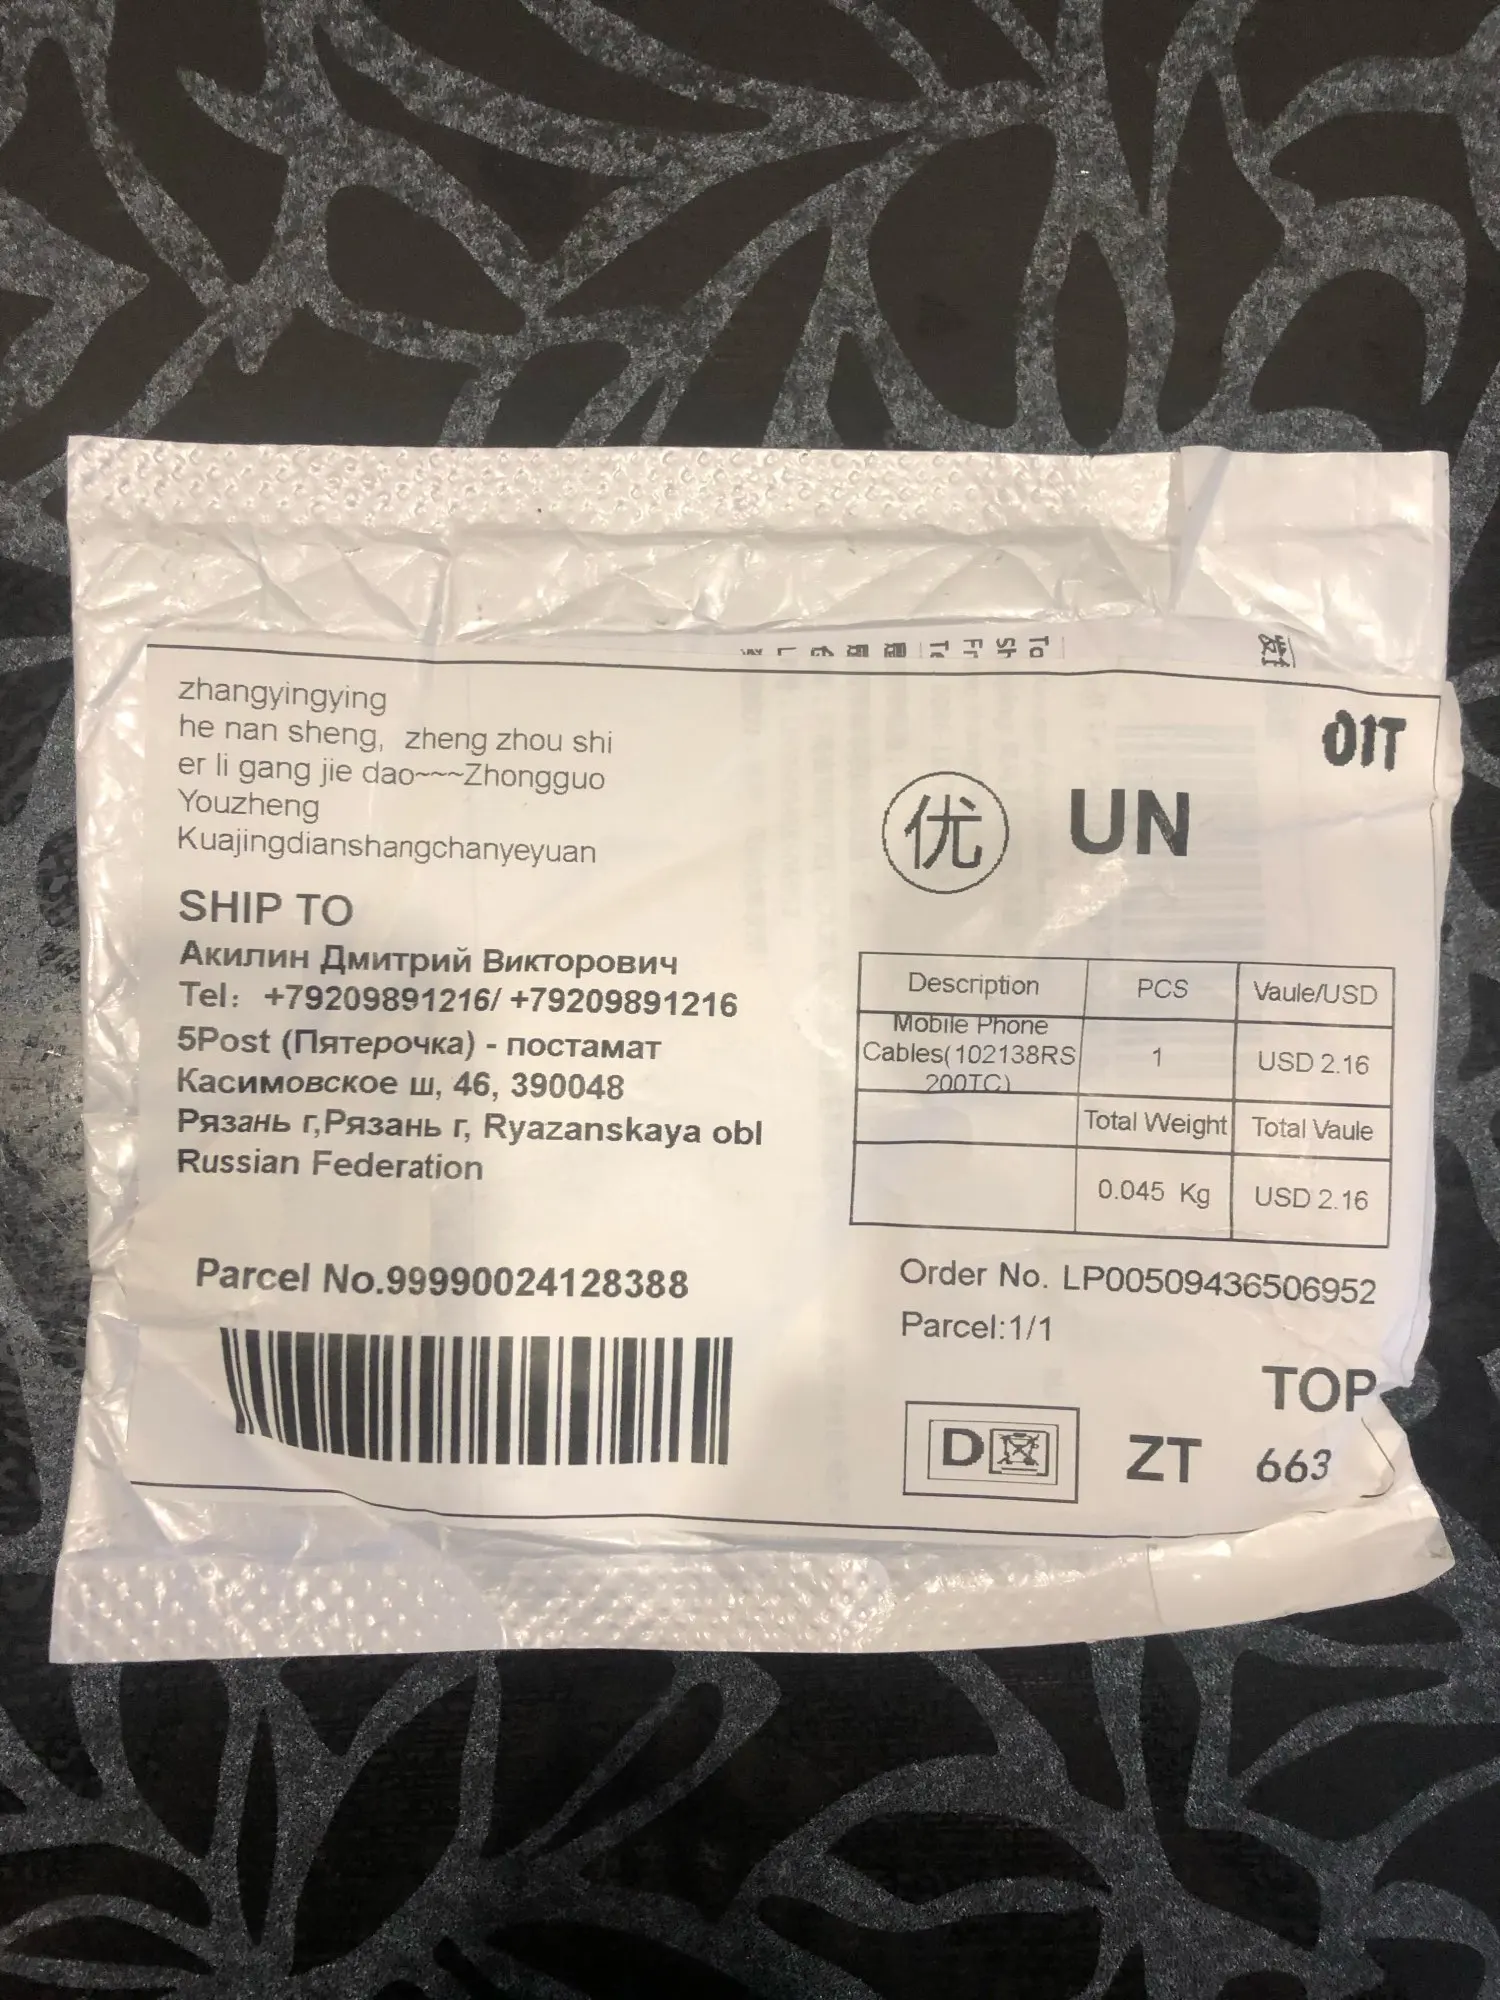 zhangyingying
he nan sheng, zheng zhou shi
er li gang jie dao~~~Zhongguo
Youzheng
Kuajingdianshangchanyeyuan
SHIP TO
Акилин Дмитрий Викторович
Tel: +79209891216/ +79209891216
5Post (Пятерочка) - постамат
Касимовское ш, 46, 390048
Рязань г,Рязань г, Ryazanskaya obl
Russian Federation
Parcel No.99990024128388
01T
优 UN
Description PCS Vaule/USD
Mobile Phone
Cables(102138RS 1 USD 2.16
200TC)
Total Weight Total Vaule
0.045 Kg USD 2.16
Order No. LP00509436506952
Parcel:1/1
TOP
D ZT 663